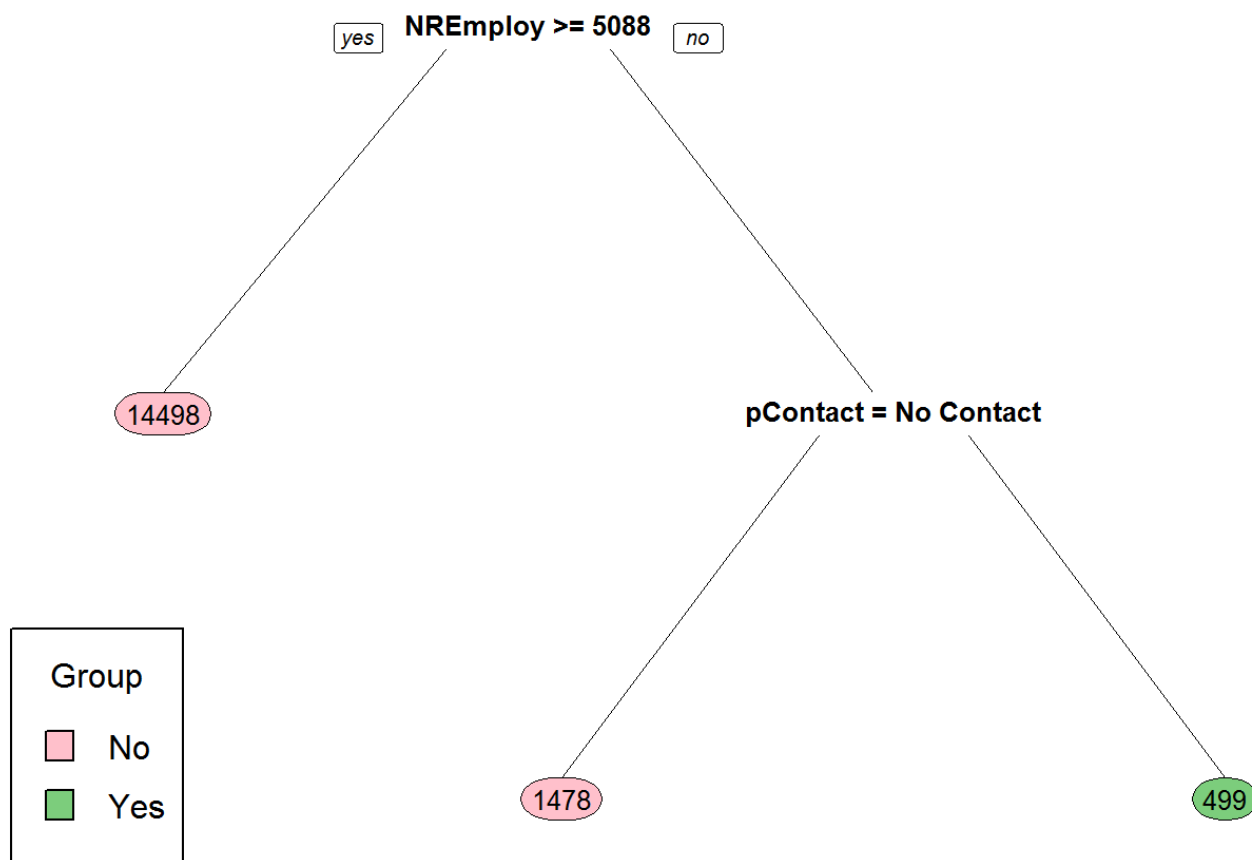 yes
NREmploy >= 5088
no
14498
pContact = No Contact
1478
499
Group
No
Yes